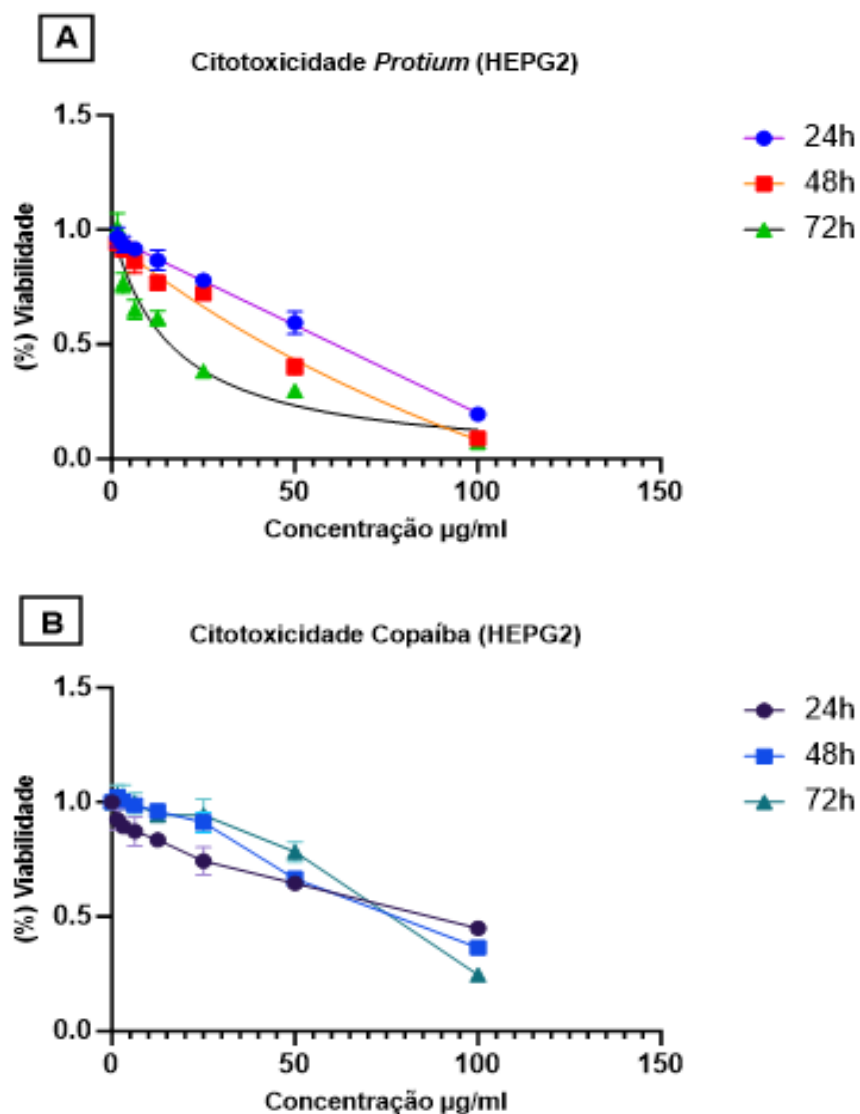 A
Citotoxicidade Protium (HEPG2)
1.5
1.0
0.5
0.0
(%) Viabilidade
0
50
100
150
Concentração µg/ml
24h
48h
72h
B
Citotoxicidade Copaíba (HEPG2)
1.5
1.0
0.5
0.0
(%) Viabilidade
0
50
100
150
Concentração µg/ml
24h
48h
72h